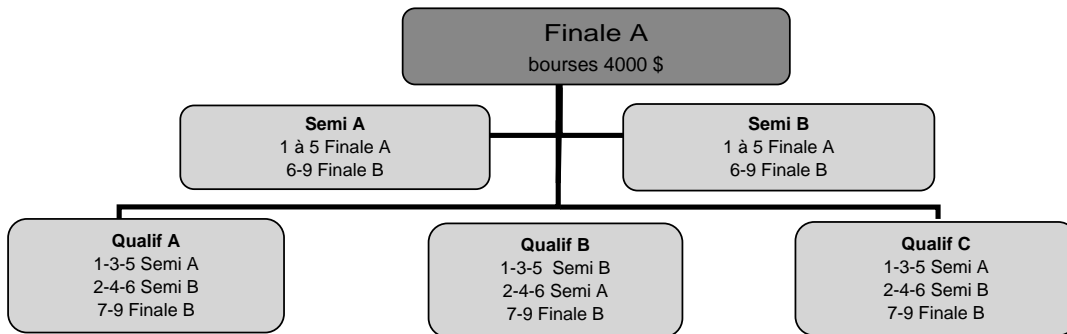 Finale A
bourses 4000 $
Semi A
1 à 5 Finale A
6-9 Finale B
Semi B
1 à 5 Finale A
6-9 Finale B
Qualif A
1-3-5 Semi A
2-4-6 Semi B
7-9 Finale B
Qualif B
1-3-5 Semi B
2-4-6 Semi A
7-9 Finale B
Qualif C
1-3-5 Semi A
2-4-6 Semi B
7-9 Finale B